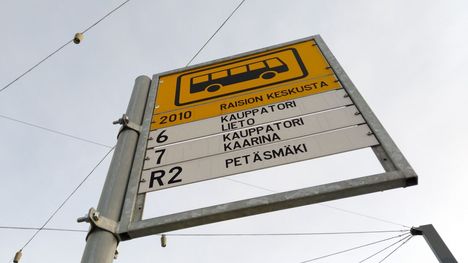 2010 RAISION KESKUSTA
6 KAUPPATORI
LIETO
7 KAUPPATORI
KAARINA
R2 PETÄSMÄKI